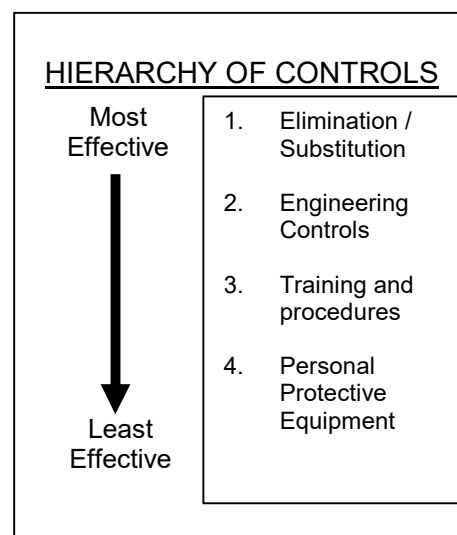 HIERARCHY OF CONTROLS
Most
Effective
1. Elimination /
Substitution
2. Engineering
Controls
3. Training and
procedures
4. Personal
Protective
Equipment
Least
Effective